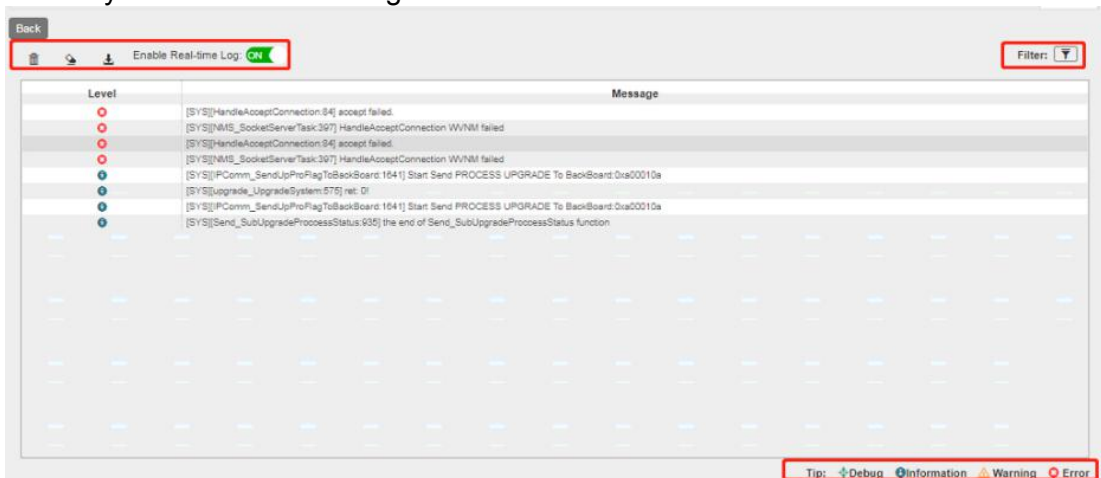 Back
Enable Real-time Log: ON
Filter:
Level Message
[SYS][HandleAcceptConnection:84] accept failed.
[SYS][NMS_SocketServerTask:397] HandleAcceptConnection WVNM failed
[SYS][HandleAcceptConnection:84] accept failed.
[SYS][NMS_SocketServerTask:397] HandleAcceptConnection WVNM failed
[SYS][IPComm_SendUpProFlagToBackBoard:1641] Start Send PROCESS UPGRADE To BackBoard:0xa00010a
[SYS][upgrade_UpgradeSystem:575] ret: 0!
[SYS][IPComm_SendUpProFlagToBackBoard:1641] Start Send PROCESS UPGRADE To BackBoard:0xa00010a
[SYS][Send_SubUpgradeProccessStatus:935] the end of Send_SubUpgradeProccessStatus function
Tip: Debug Information Warning Error